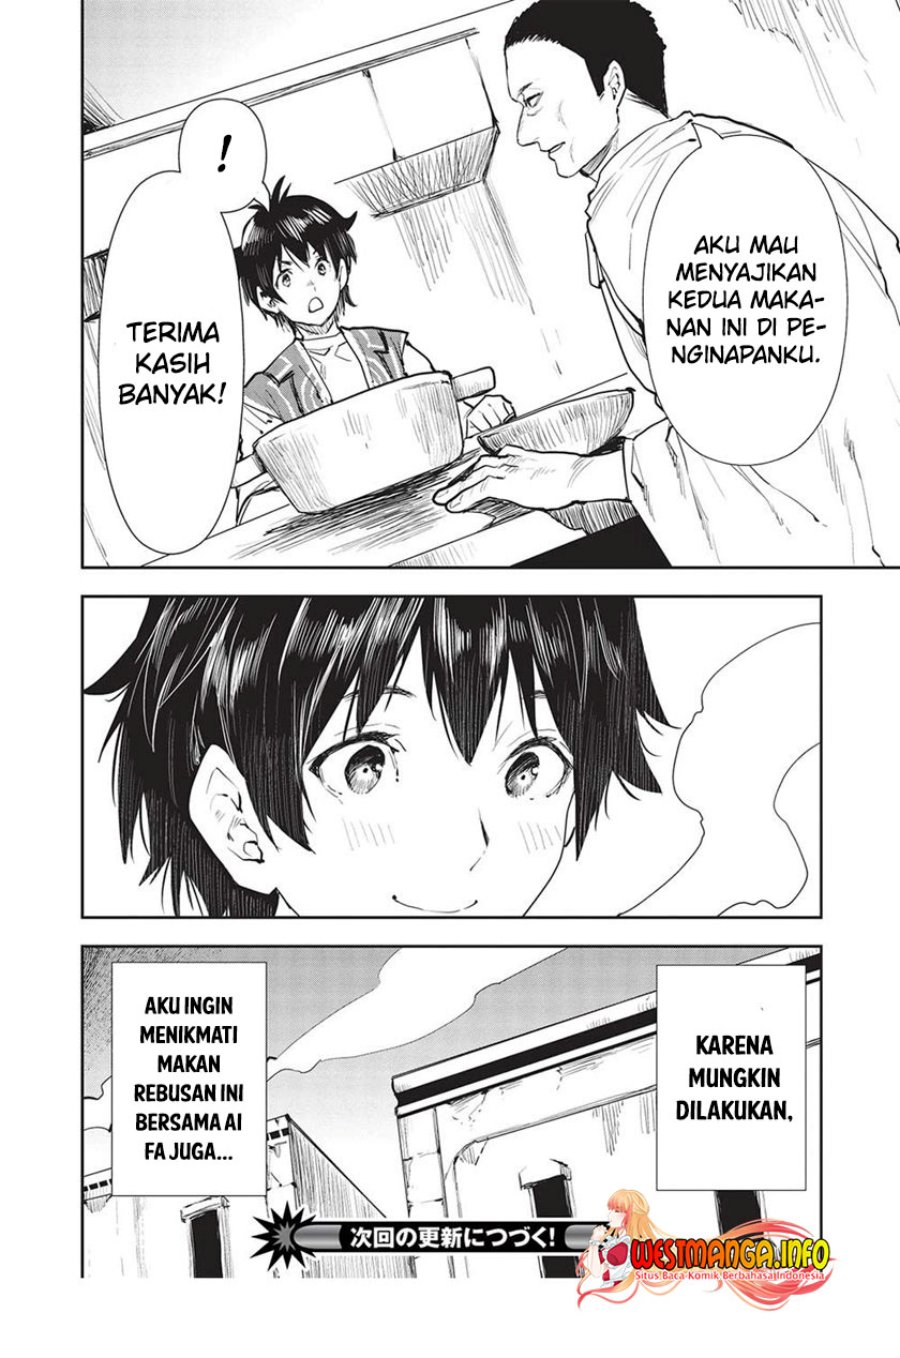 AKU MAU
MENYAJIKAN
KEDUA MAKA-
NAN INI DI PE-
NGINAPANKU.
!
TERIMA
KASIH
BANYAK!
KARENA
MUNGKIN
DILAKUKAN,
AKU INGIN
MENIKMATI
MAKAN
REBUSAN INI
BERSAMA AI
FA JUGA...
次回の更新につづく!
WESTMANGA.INFO
Situs Baca Komik Berbahasa Indonesia